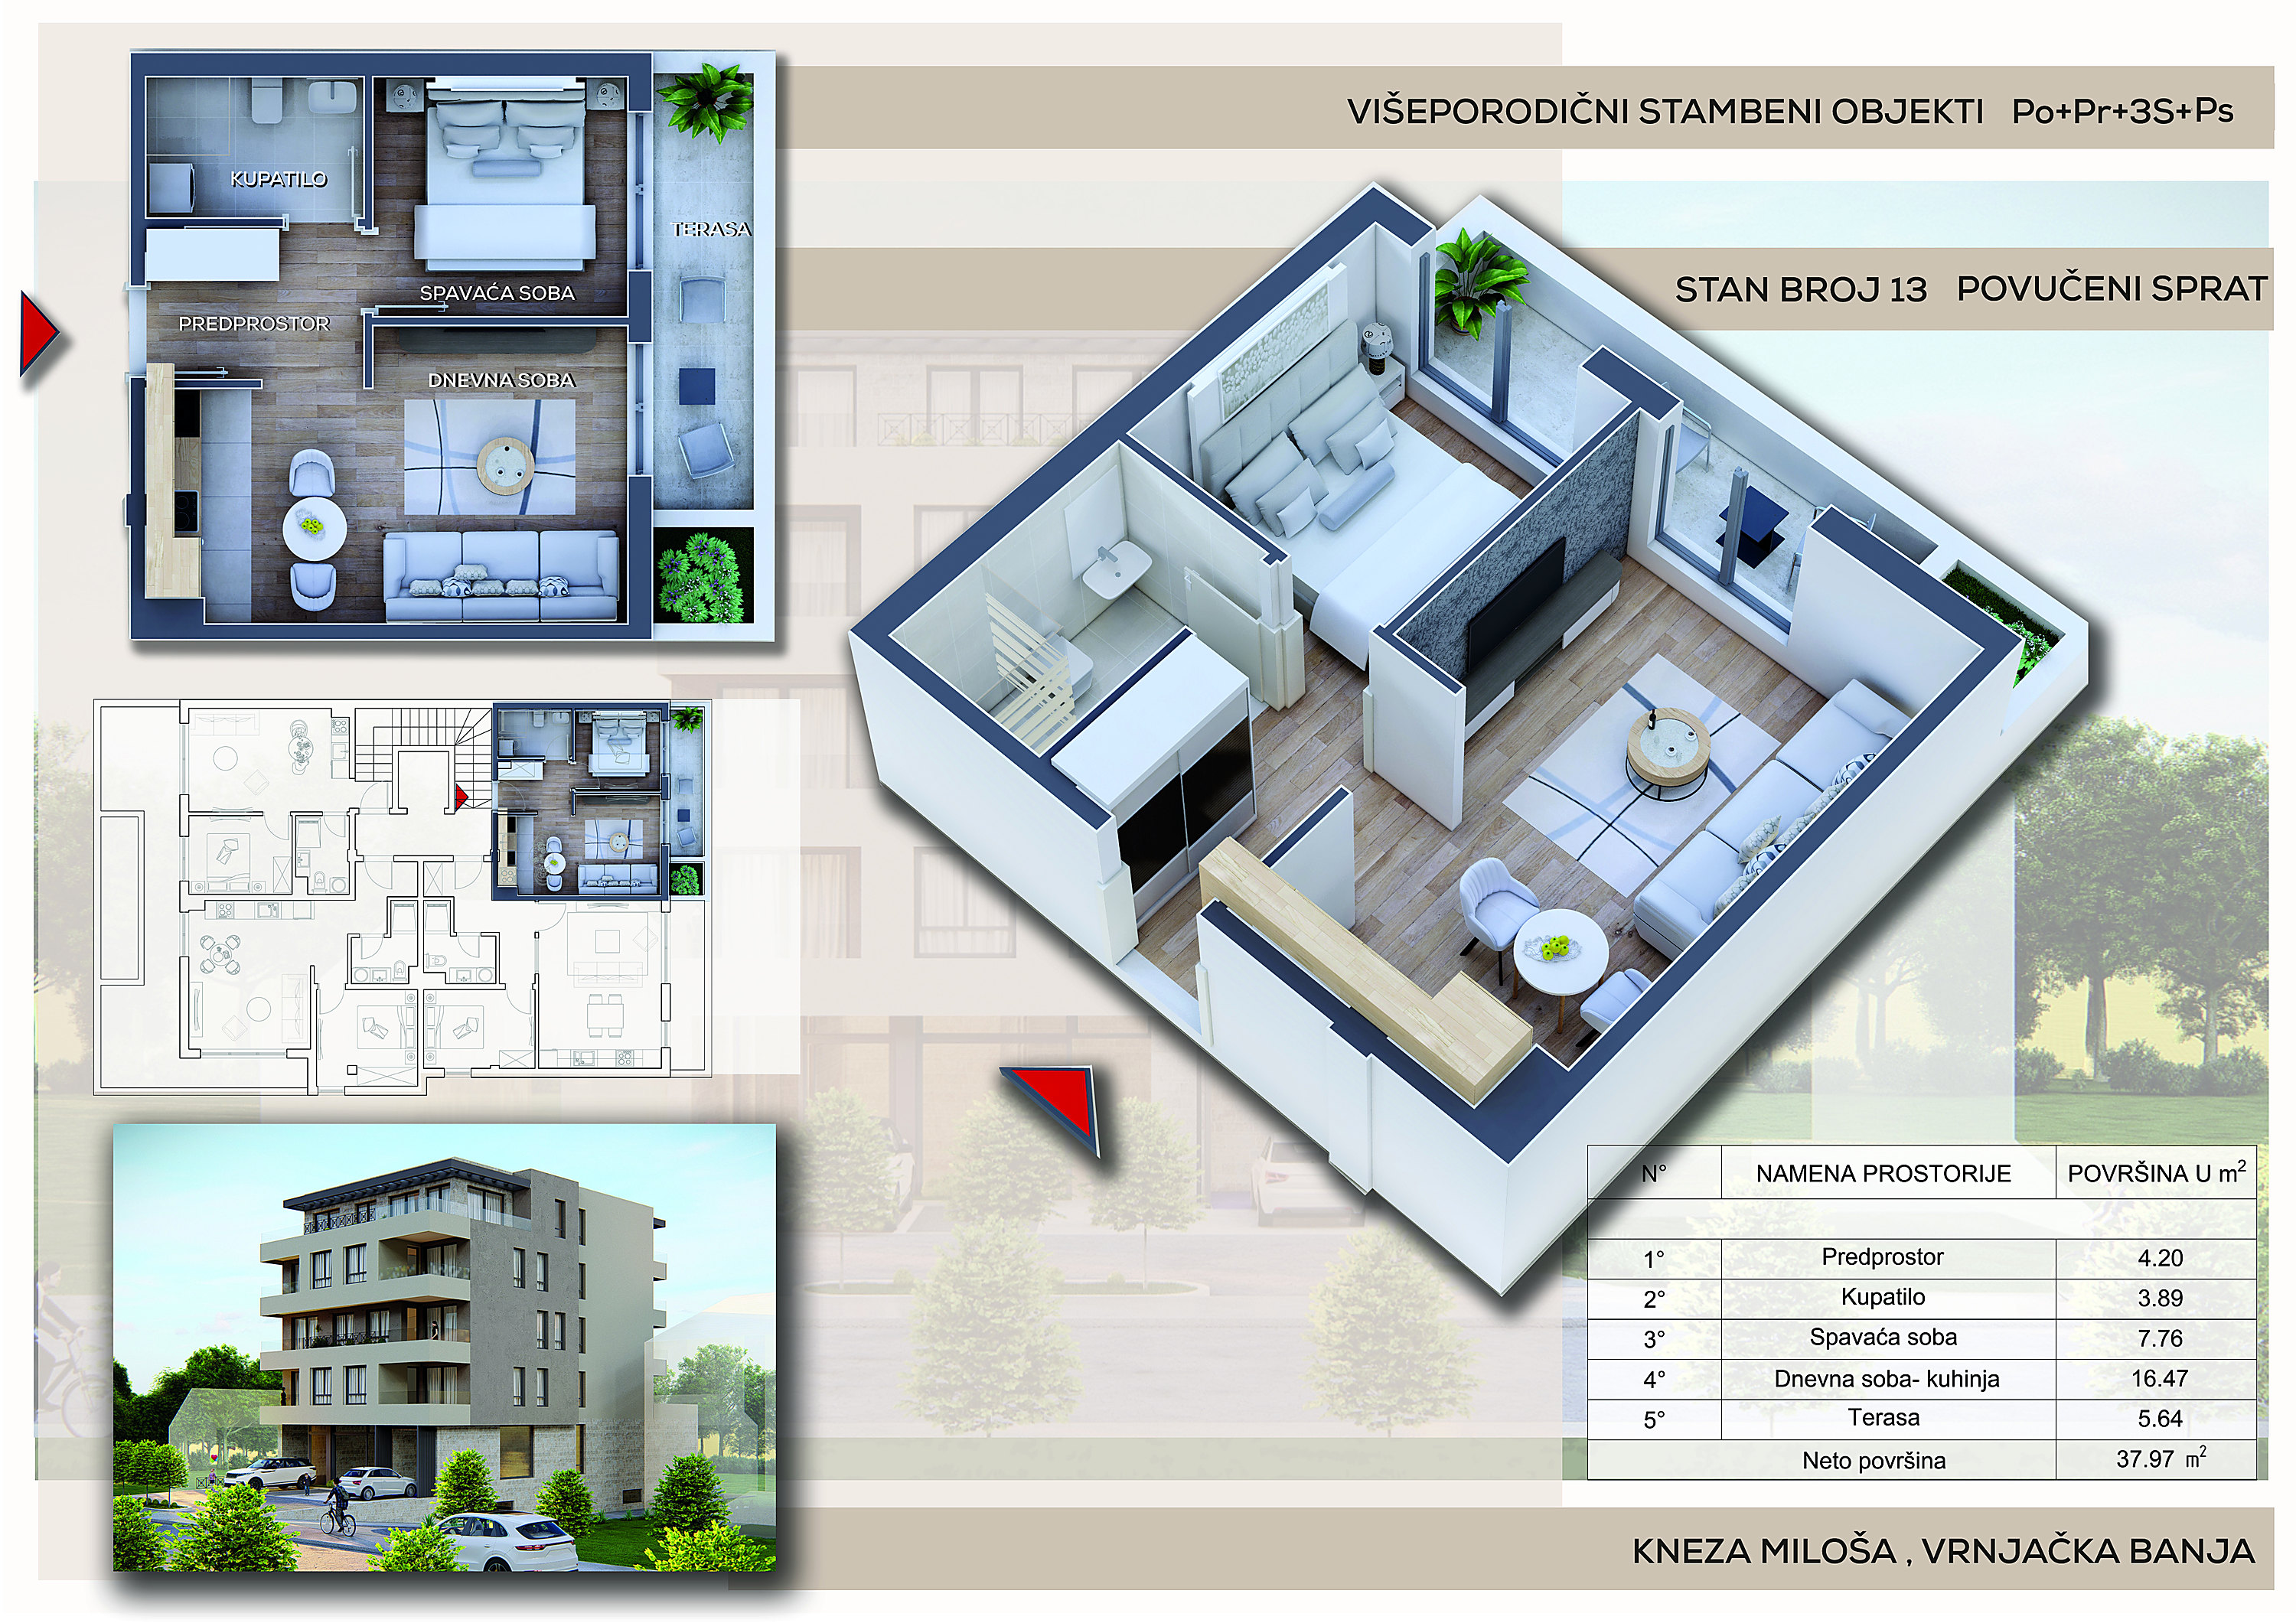 VIŠEPORODIČNI STAMBENI OBJEKTI Po+Pr+3S+Ps
STAN BROJ 13 POVUČENI SPRAT
KUPATILO
TERASA
SPAVAĆA SOBA
PREDPROSTOR
DNEVNA SOBA
N° NAMENA PROSTORIJE POVRŠINA U m²
1° Predprostor 4.20
2° Kupatilo 3.89
3° Spavaća soba 7.76
4° Dnevna soba- kuhinja 16.47
5° Terasa 5.64
Neto površina 37.97 m²
KNEZA MILOŠA , VRNJAČKA BANJA